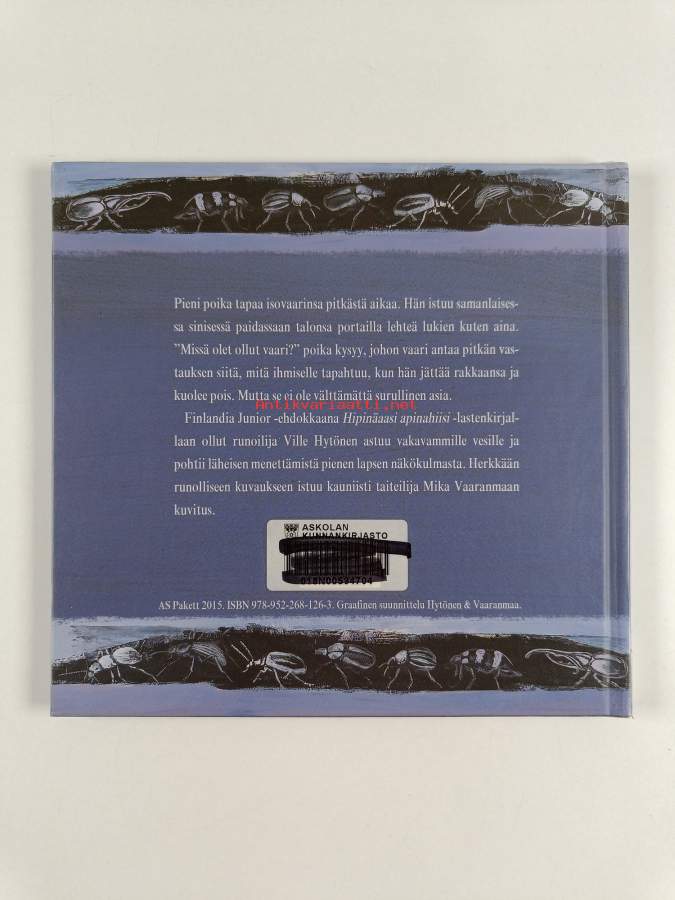 Pieni poika tapaa isovaarinsa pitkästä aikaa. Hän istuu samanlaises-
sa sinisessä paidassaan talonsa portailla lehteä lukien kuten aina.
”Missä olet ollut vaari?” poika kysyy, johon vaari antaa pitkän vas-
tauksen siitä, mitä ihmiselle tapahtuu, kun hän jättää rakkaansa ja
kuolee pois. Mutta se ei ole välttämättä surullinen asia.
Antikvariaatti.net
Finlandia Junior -ehdokkaana Hipinäaasi apinahiisi -lastenkirjal-
laan ollut runoilija Ville Hytönen astuu vakavammille vesille ja
pohtii läheisen menettämistä pienen lapsen näkökulmasta. Herkkään
runolliseen kuvaukseen istuu kauniisti taiteilija Mika Vaaranmaan
kuvitus.
ASKOLAN
KUNNANKIRJASTO
018N00594704
AS Pakett 2015. ISBN 978-952-268-126-3. Graafinen suunnittelu Hytönen & Vaaranmaa.